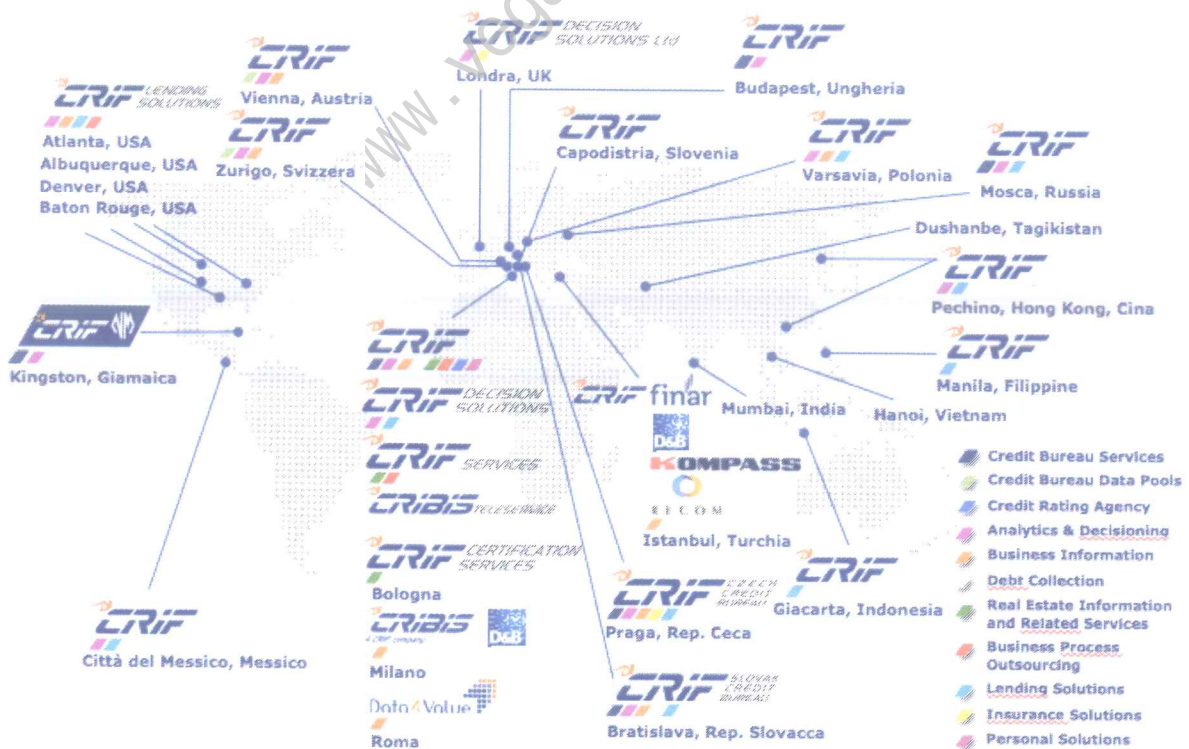 CRIF DECISION
SOLUTIONS Ltd
Londra, UK
CRIF
Budapest, Ungheria
CRIF
Vienna, Austria
CRIF LENDING
SOLUTIONS
Atlanta, USA
Albuquerque, USA
Denver, USA
Baton Rouge, USA
CRIF
Zurigo, Svizzera
www.
CRIF
Capodistria, Slovenia
CRIF
Varsavia, Polonia
CRIF
Mosca, Russia
Dushanbe, Tagikistan
CRIF
Pechino, Hong Kong, Cina
CRIF
Manila, Filippine
CRIF NM
Kingston, Giamaica
CRIF
CRIF DECISION
SOLUTIONS
CRIF SERVICES
CRIBIS TELESERVICE
CRIF CERTIFICATION
SERVICES
Bologna
CRIBIS
A CRIF company
D&B
Milano
Data4Value
Roma
CRIF finar
D&B
KOMPASS
Istanbul, Turchia
Mumbai, India
Hanoi, Vietnam
CRIF
Giacarta, Indonesia
CRIF CZECH
CREDIT
BUREAU
Praga, Rep. Ceca
CRIF SLOVAK
CREDIT
BUREAU
Bratislava, Rep. Slovacca
CRIF
Città del Messico, Messico
Credit Bureau Services
Credit Bureau Data Pools
Credit Rating Agency
Analytics & Decisioning
Business Information
Debt Collection
Real Estate Information
and Related Services
Business Process
Outsourcing
Lending Solutions
Insurance Solutions
Personal Solutions